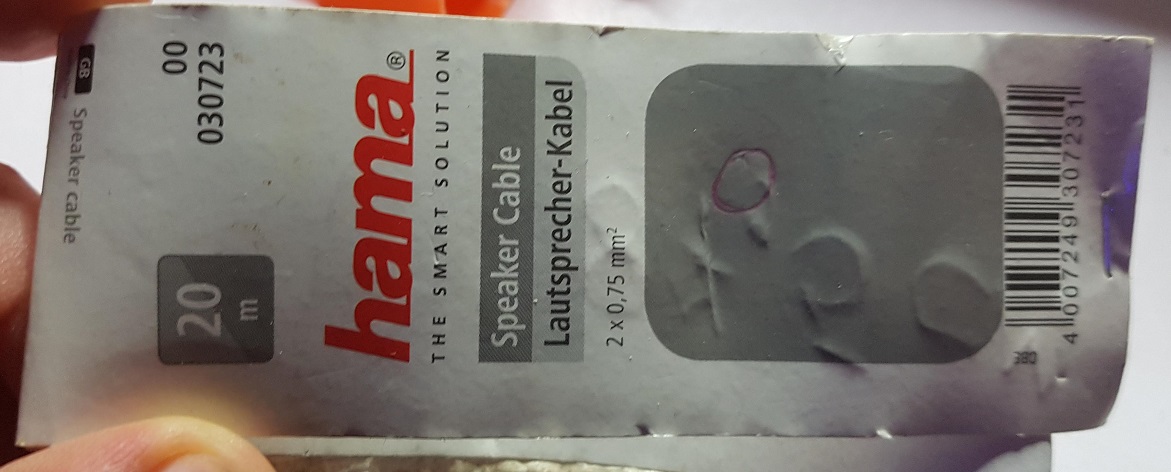 GB Speaker cable
00
030723
20
m
hama®
THE SMART SOLUTION
Speaker Cable
Lautsprecher-Kabel
2 x 0,75 mm²
4 007249 307231